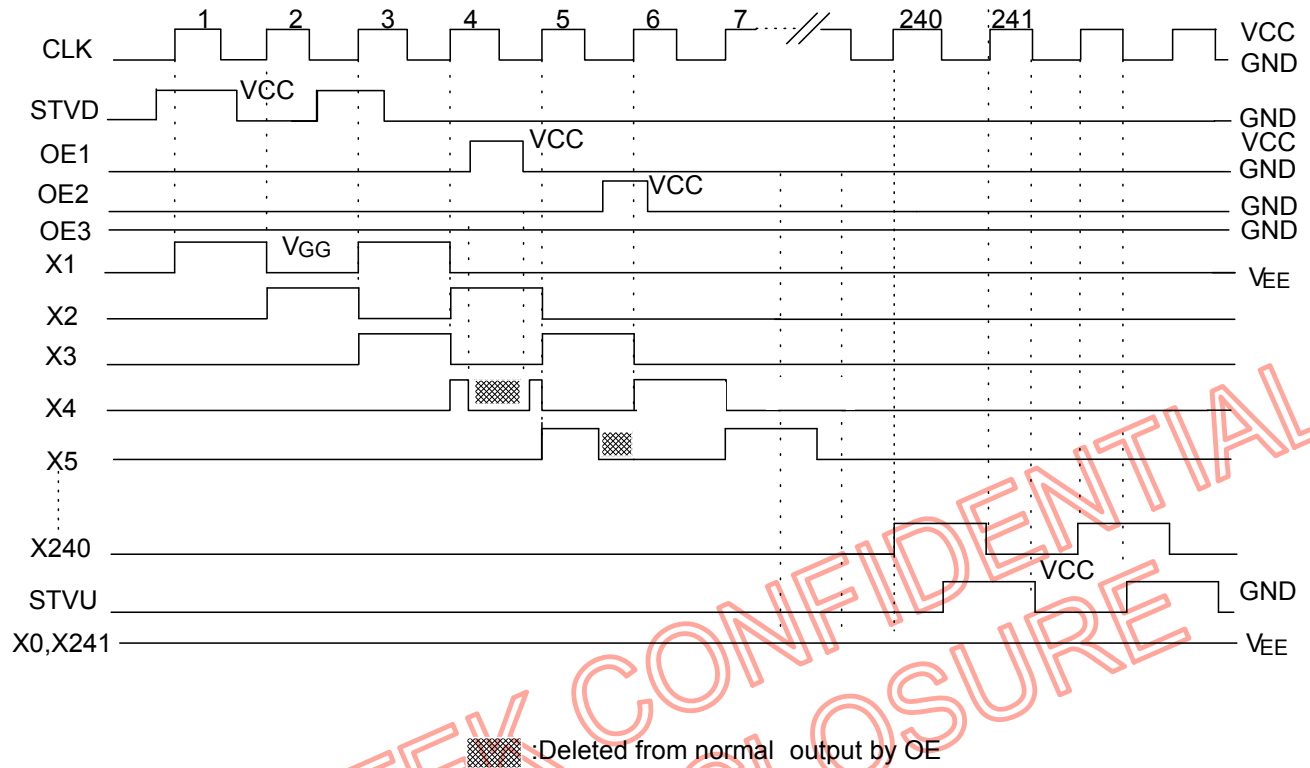 1 2 3 4 5 6 7 240 241
CLK VCC
GND
STVD VCC GND
OE1 VCC VCC
GND
OE2 VCC GND
OE3 GND
X1 VGG VEE
X2
X3
X4
X5
X240
VCC
STVU GND
X0,X241 VEE
:Deleted from normal output by OE
TEK CONFIDENTIAL
LOSURE